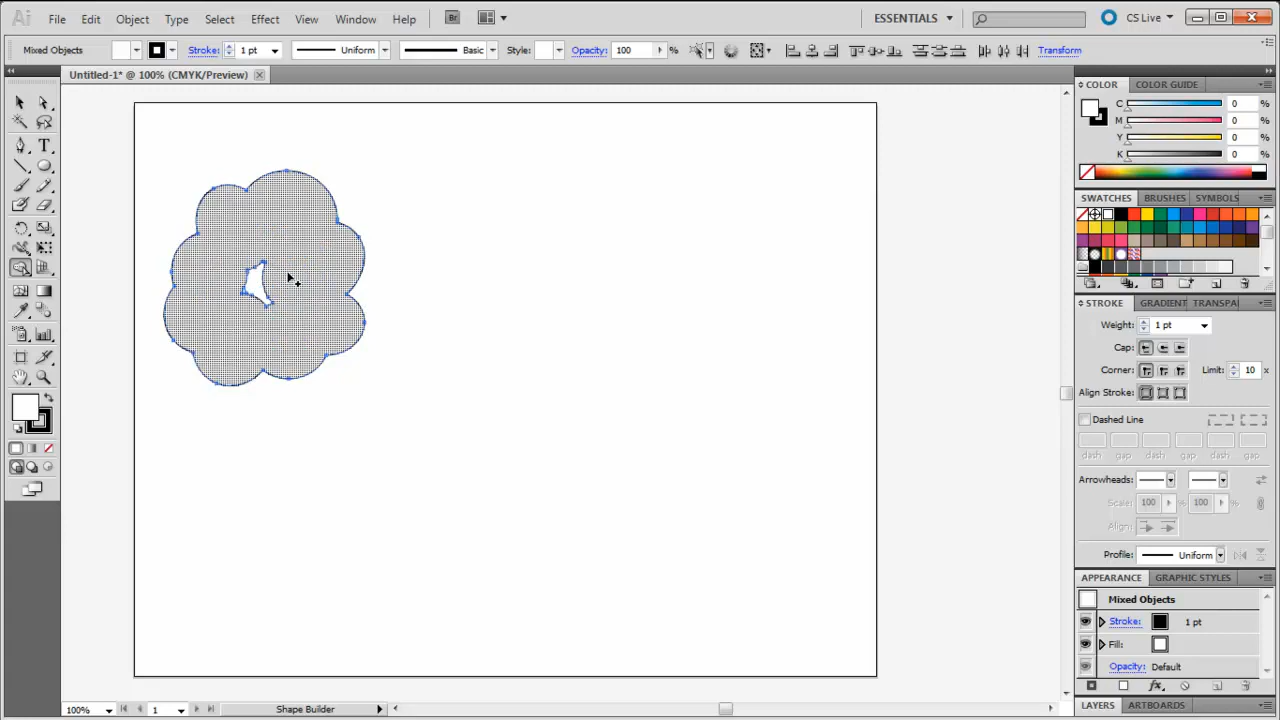 Ai File Edit Object Type Select Effect View Window Help Br ESSENTIALS CS Live
Mixed Objects Stroke: 1 pt Uniform Basic Style: Opacity: 100 % Transform
Untitled-1* @ 100% (CMYK/Preview)
COLOR COLOR GUIDE
C 0 %
M 0 %
Y 0 %
K 0 %
SWATCHES BRUSHES SYMBOLS
STROKE GRADIENT TRANSPA
Weight: 1 pt
Cap:
Corner: Limit: 10 x
Align Stroke:
Dashed Line
dash gap dash gap dash gap
Arrowheads:
Scale: 100 % 100 %
Align:
Profile: Uniform
APPEARANCE GRAPHIC STYLES
Mixed Objects
Stroke: 1 pt
Fill:
Opacity: Default
fx
LAYERS ARTBOARDS
100% 1 Shape Builder
T